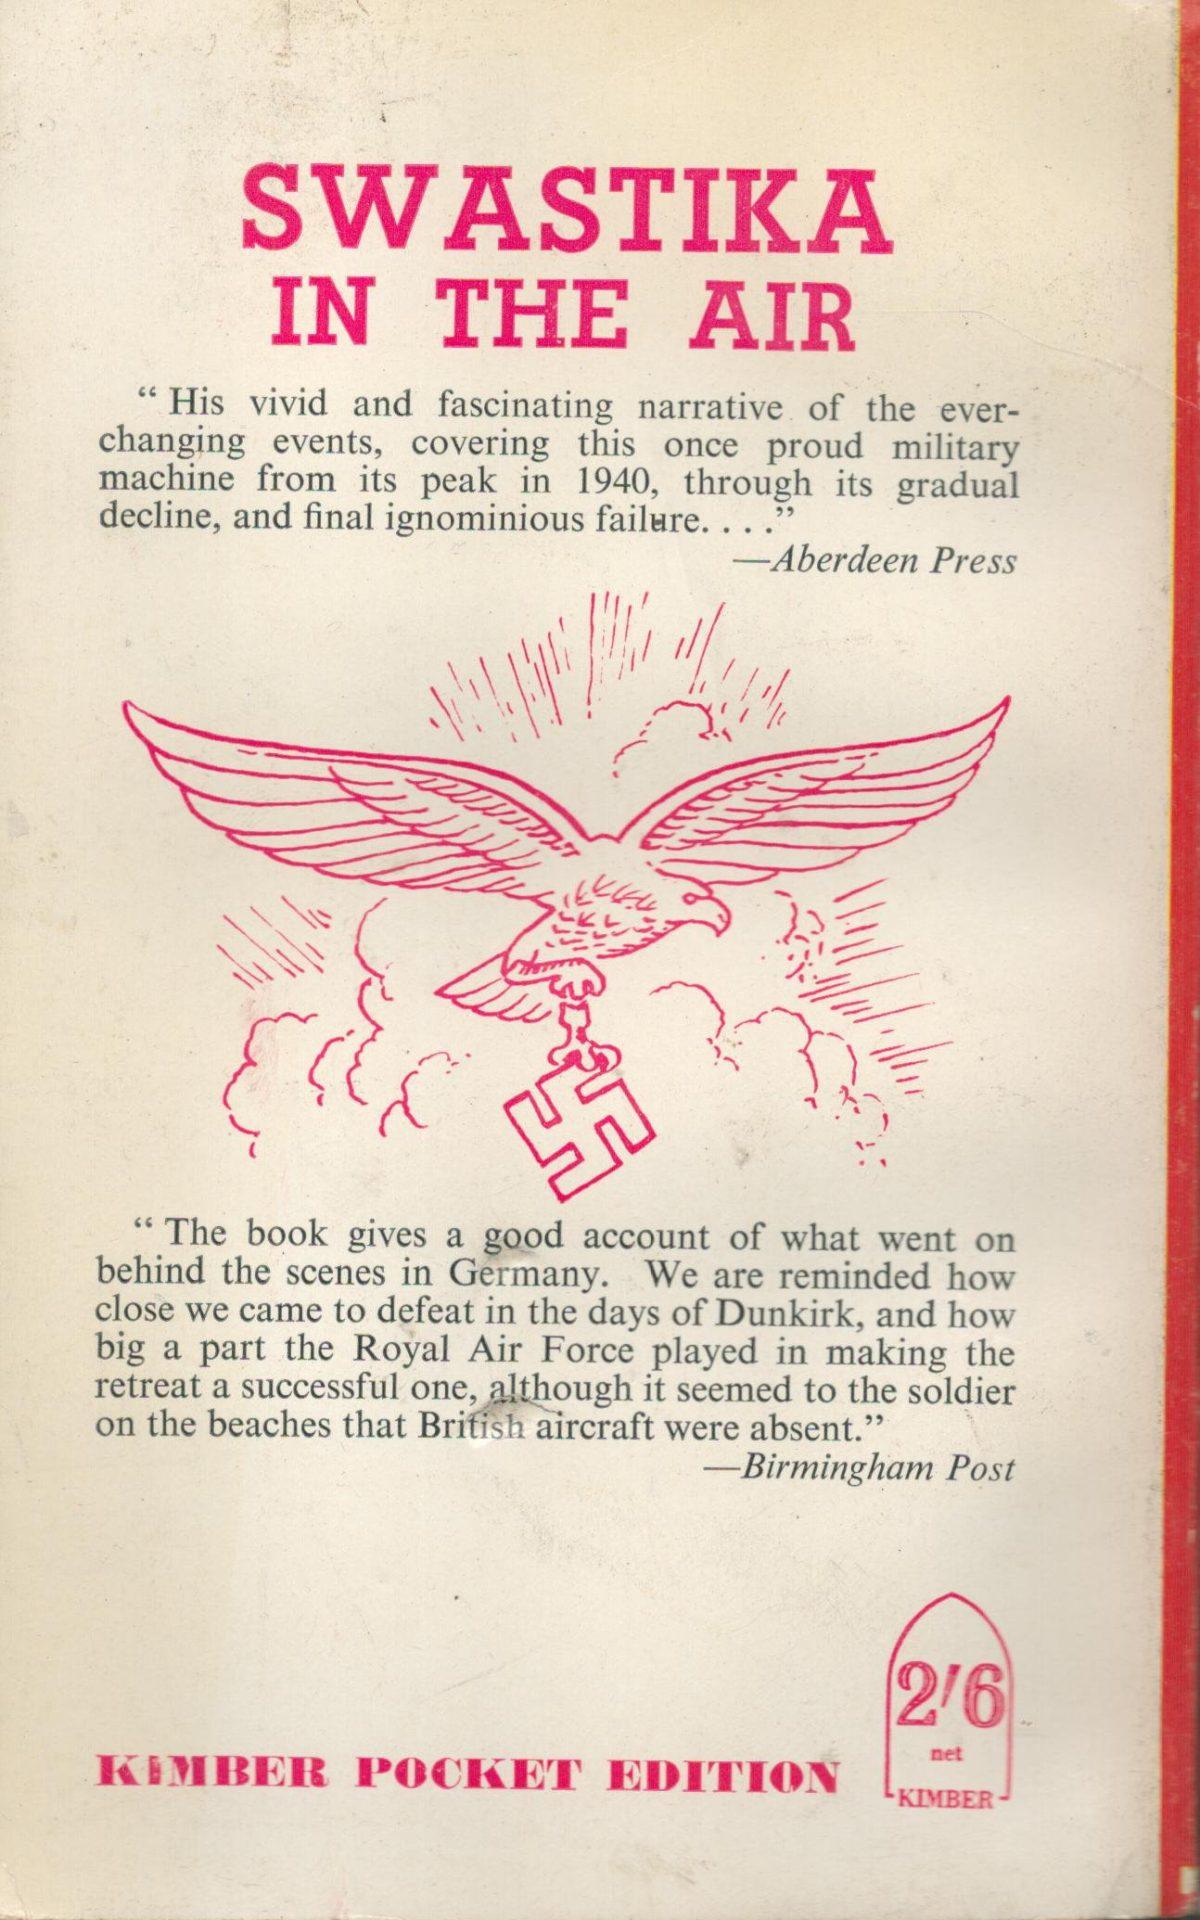 SWASTIKA
IN THE AIR
“ His vivid and fascinating narrative of the ever-
changing events, covering this once proud military
machine from its peak in 1940, through its gradual
decline, and final ignominious failure. . . .”
—Aberdeen Press
“ The book gives a good account of what went on
behind the scenes in Germany. We are reminded how
close we came to defeat in the days of Dunkirk, and how
big a part the Royal Air Force played in making the
retreat a successful one, although it seemed to the soldier
on the beaches that British aircraft were absent.”
—Birmingham Post
2/6
net
KIMBER
KIMBER POCKET EDITION